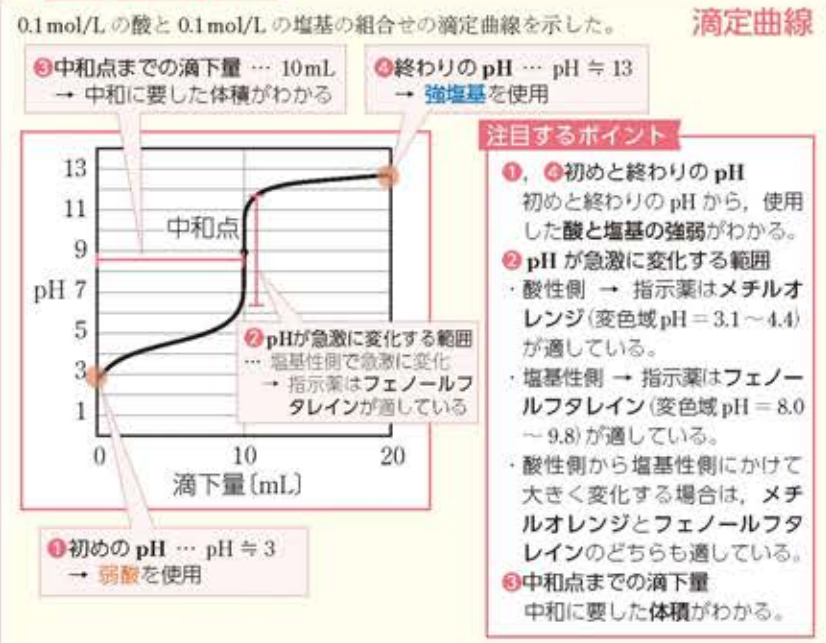 0.1mol/L の酸と 0.1mol/L の塩基の組合せの滴定曲線を示した。
滴定曲線
❸中和点までの滴下量 … 10mL
→ 中和に要した体積がわかる
❹終わりの pH … pH ≒ 13
→ 強塩基を使用
13
11
9
pH 7
5
3
1
0
10
20
滴下量〔mL〕
中和点
❷pHが急激に変化する範囲
… 塩基性側で急激に変化
→ 指示薬はフェノールフ
タレインが適している
❶初めの pH … pH ≒ 3
→ 弱酸を使用
注目するポイント
❶，❹初めと終わりの pH
初めと終わりの pH から，使用
した酸と塩基の強弱がわかる。
❷ pH が急激に変化する範囲
・酸性側 → 指示薬はメチルオ
レンジ(変色域 pH = 3.1～4.4)
が適している。
・塩基性側 → 指示薬はフェノー
ルフタレイン(変色域 pH = 8.0
～9.8)が適している。
・酸性側から塩基性側にかけて
大きく変化する場合は，メチ
ルオレンジとフェノールフタ
レインのどちらも適している。
❸中和点までの滴下量
中和に要した体積がわかる。